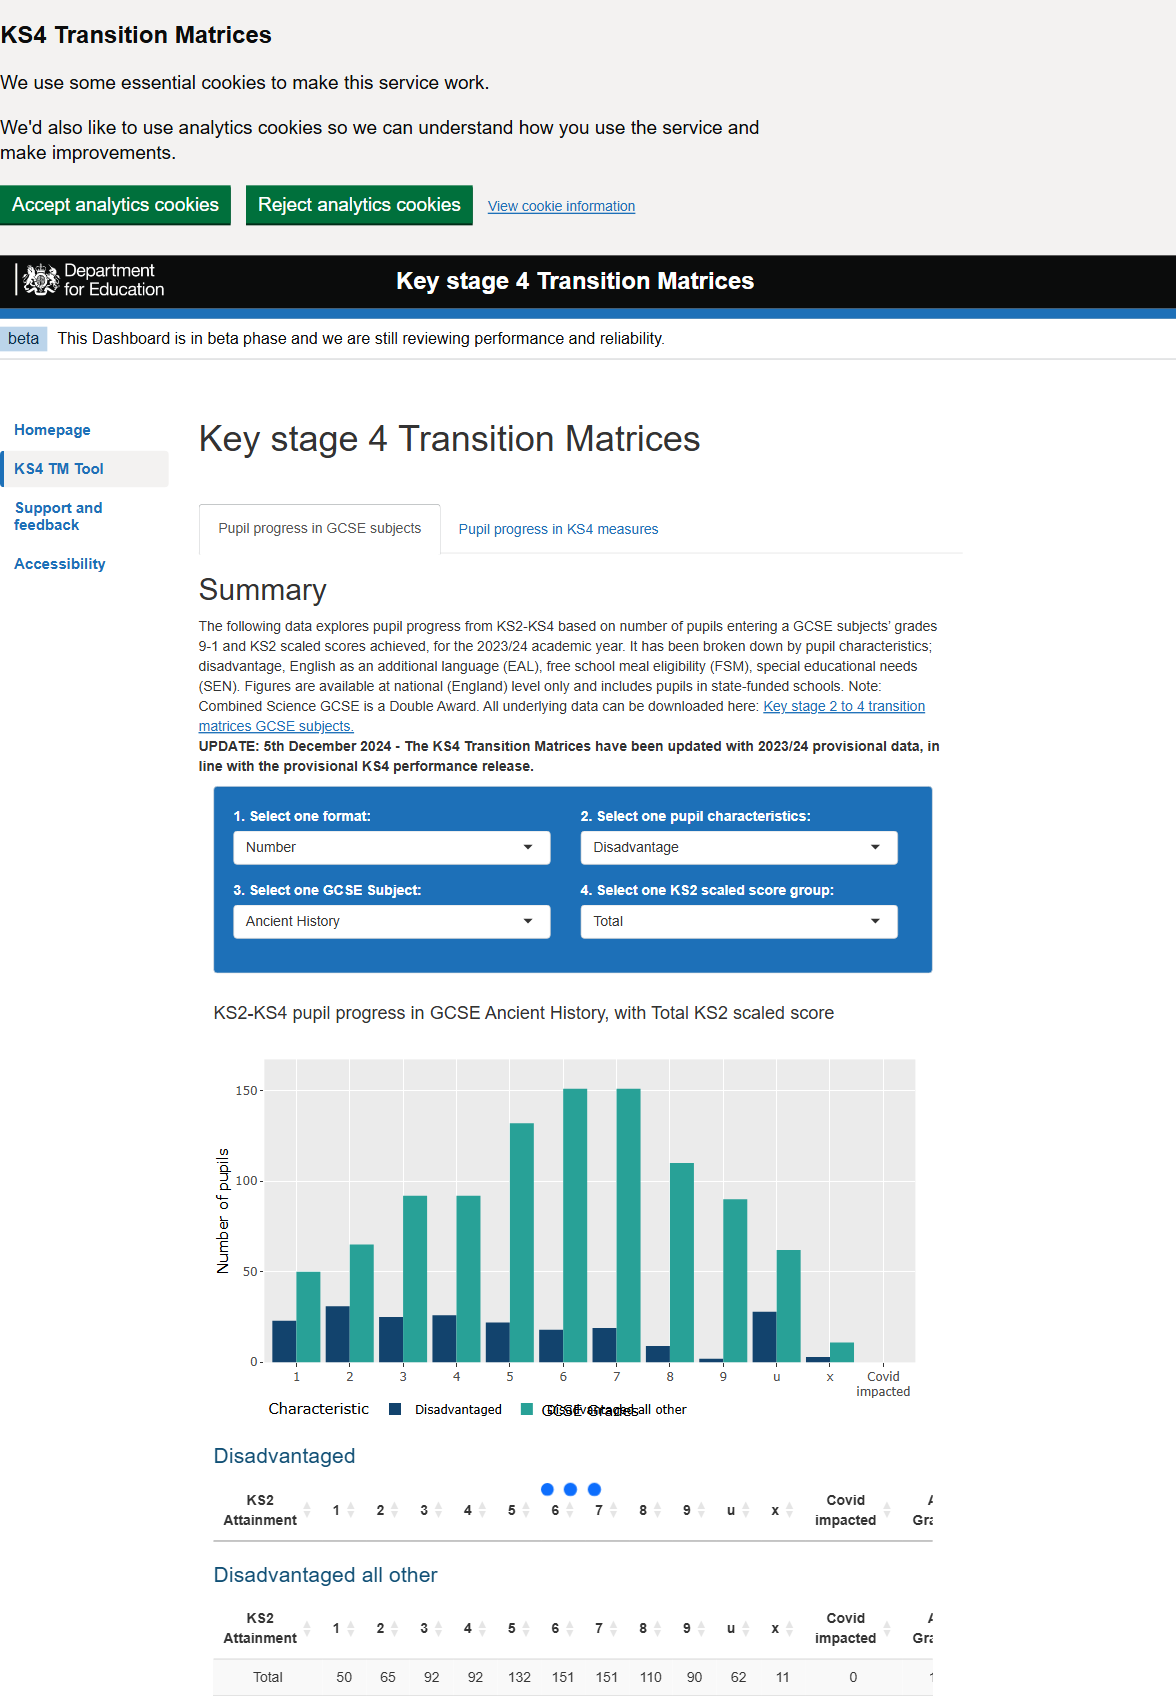 KS4 Transition Matrices
We use some essential cookies to make this service work.
We'd also like to use analytics cookies so we can understand how you use the service and
make improvements.
Accept analytics cookies Reject analytics cookies View cookie information
Department
for Education
Key stage 4 Transition Matrices
beta This Dashboard is in beta phase and we are still reviewing performance and reliability.
Homepage
KS4 TM Tool
Support and
feedback
Accessibility
Key stage 4 Transition Matrices
Pupil progress in GCSE subjects Pupil progress in KS4 measures
Summary
The following data explores pupil progress from KS2-KS4 based on number of pupils entering a GCSE subjects’ grades
9-1 and KS2 scaled scores achieved, for the 2023/24 academic year. It has been broken down by pupil characteristics;
disadvantage, English as an additional language (EAL), free school meal eligibility (FSM), special educational needs
(SEN). Figures are available at national (England) level only and includes pupils in state-funded schools. Note:
Combined Science GCSE is a Double Award. All underlying data can be downloaded here: Key stage 2 to 4 transition
matrices GCSE subjects.
UPDATE: 5th December 2024 - The KS4 Transition Matrices have been updated with 2023/24 provisional data, in
line with the provisional KS4 performance release.
1. Select one format: 2. Select one pupil characteristics:
Number Disadvantage
3. Select one GCSE Subject: 4. Select one KS2 scaled score group:
Ancient History Total
KS2-KS4 pupil progress in GCSE Ancient History, with Total KS2 scaled score
150
100
50
0
Number of pupils
1 2 3 4 5 6 7 8 9 u x Covid
impacted
GCSE Grades
Characteristic Disadvantaged Disadvantaged all other
Disadvantaged
KS2
Attainment 1 2 3 4 5 6 7 8 9 u x Covid
impacted
Disadvantaged all other
KS2
Attainment 1 2 3 4 5 6 7 8 9 u x Covid
impacted
Total 50 65 92 92 132 151 151 110 90 62 11 0